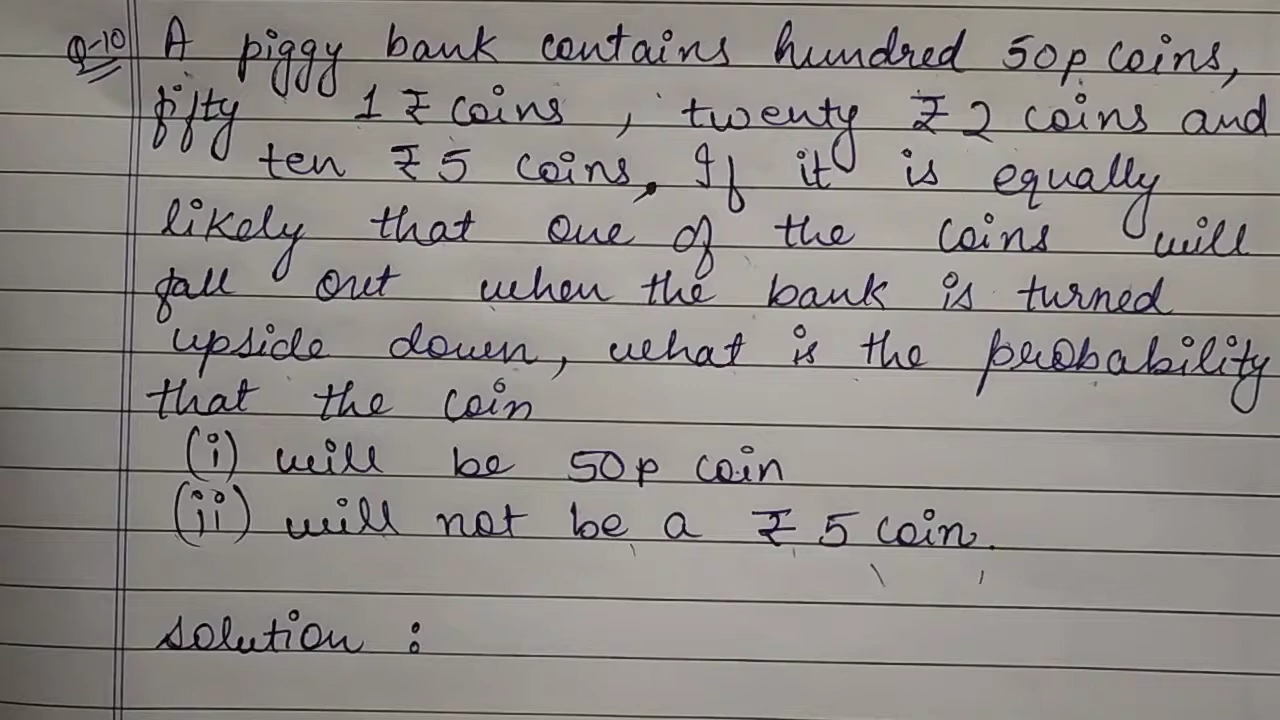 Q-10 A piggy bank contains hundred 50p coins,
fifty 1 ₹ coins, twenty ₹ 2 coins and
ten ₹ 5 coins. If it is equally
likely that one of the coins will
fall out when the bank is turned
upside down, what is the probability
that the coin
(i) will be 50p coin
(ii) will not be a ₹ 5 coin.
solution :